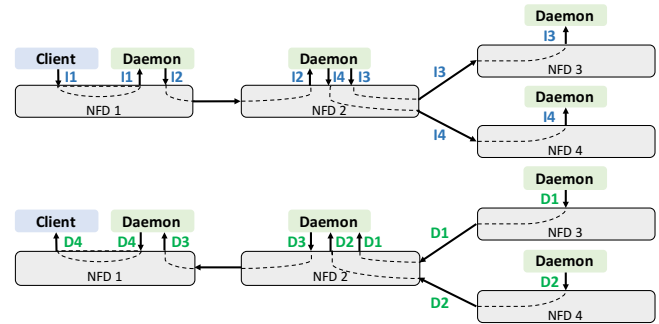 Daemon
I3
Client
Daemon
Daemon
I1
I1
I2
I2
I4
I3
I3
NFD 3
NFD 1
NFD 2
Daemon
I4
I4
NFD 4
Daemon
D1
Client
Daemon
Daemon
D4
D4
D3
D3
D2
D1
D1
NFD 3
NFD 1
NFD 2
Daemon
D2
D2
NFD 4